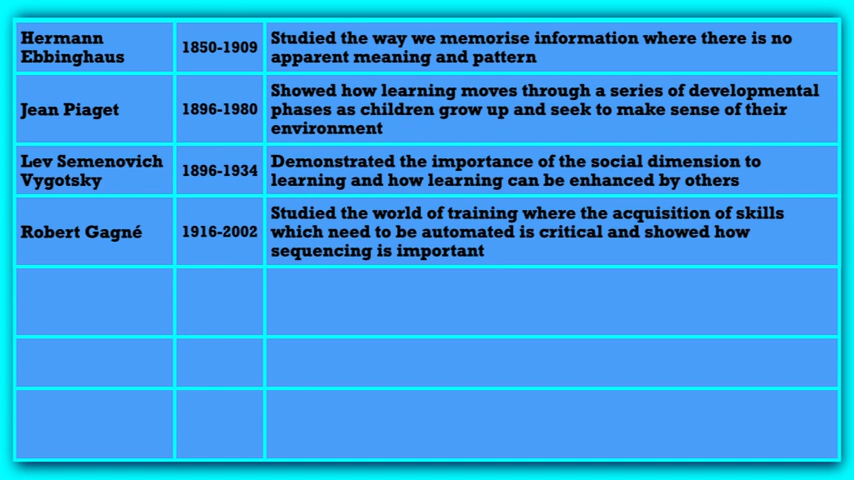 Hermann
Ebbinghaus
1850-1909
Studied the way we memorise information where there is no
apparent meaning and pattern
Jean Piaget
1896-1980
Showed how learning moves through a series of developmental
phases as children grow up and seek to make sense of their
environment
Lev Semenovich
Vygotsky
1896-1934
Demonstrated the importance of the social dimension to
learning and how learning can be enhanced by others
Robert Gagné
1916-2002
Studied the world of training where the acquisition of skills
which need to be automated is critical and showed how
sequencing is important